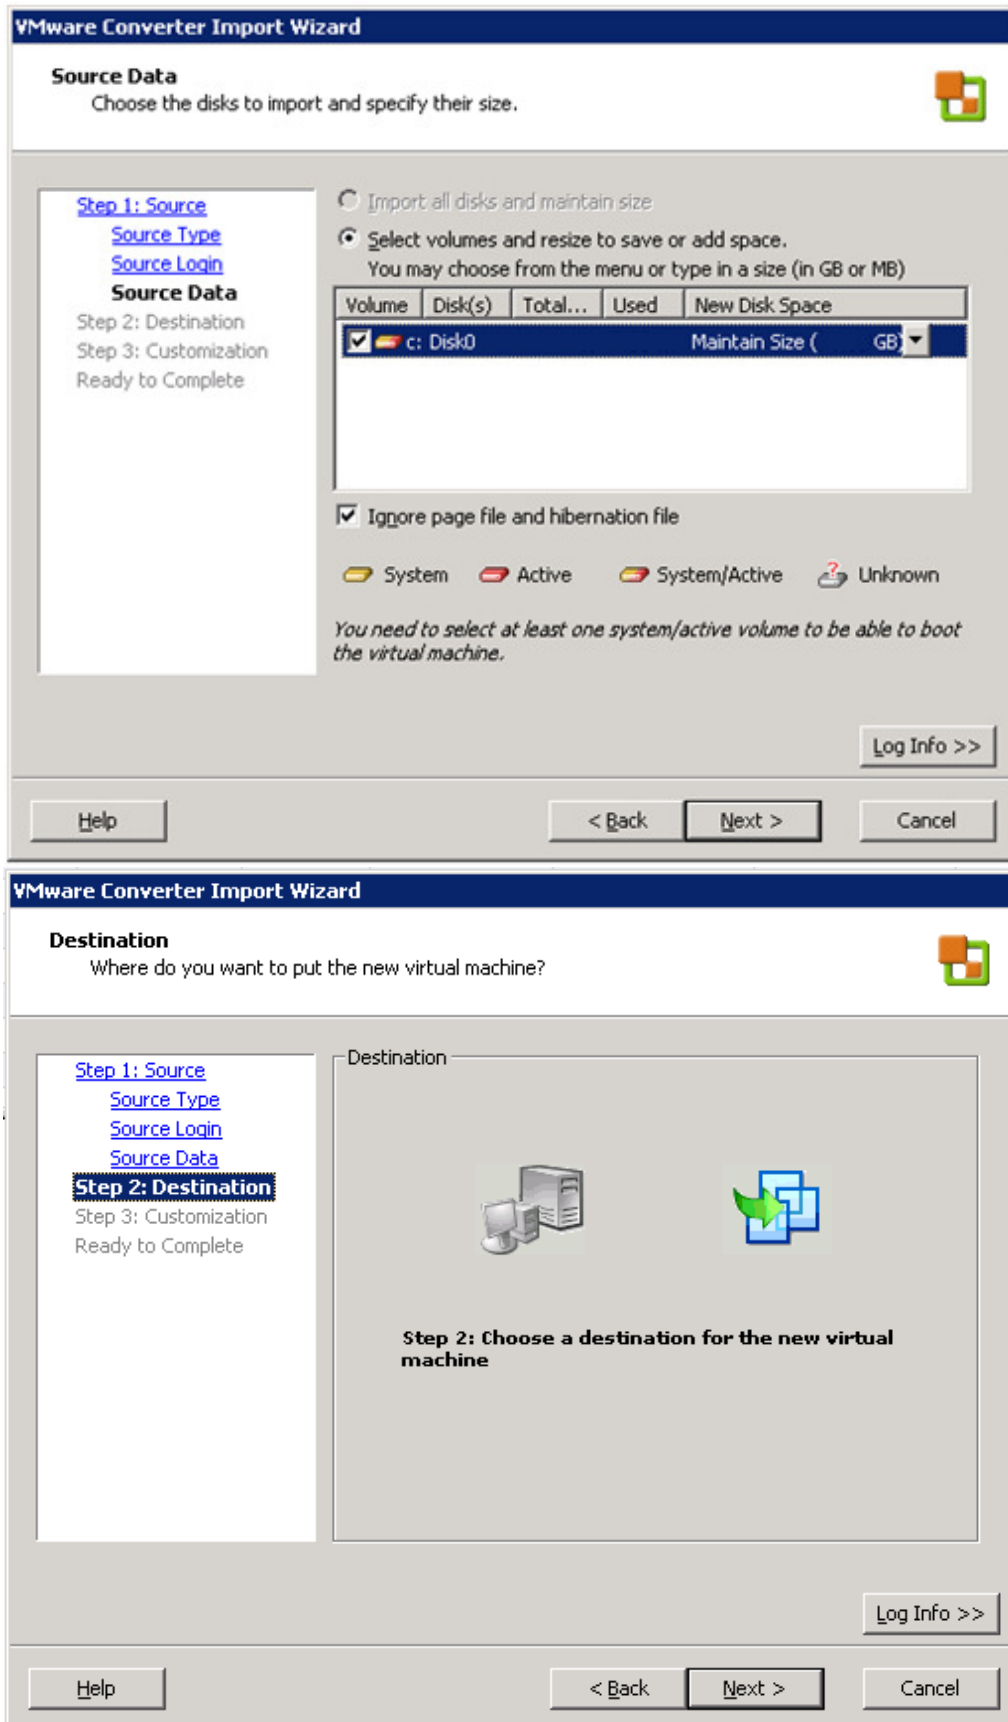 VMware Converter Import Wizard
Source Data
Choose the disks to import and specify their size.
Step 1: Source
Source Type
Source Login
Source Data
Step 2: Destination
Step 3: Customization
Ready to Complete
Import all disks and maintain size
Select volumes and resize to save or add space.
You may choose from the menu or type in a size (in GB or MB)
Volume Disk(s) Total... Used New Disk Space
c: Disk0 Maintain Size ( GB)
Ignore page file and hibernation file
System Active System/Active Unknown
You need to select at least one system/active volume to be able to boot
the virtual machine.
Log Info >>
Help < Back Next > Cancel
VMware Converter Import Wizard
Destination
Where do you want to put the new virtual machine?
Step 1: Source
Source Type
Source Login
Source Data
Step 2: Destination
Step 3: Customization
Ready to Complete
Destination
Step 2: Choose a destination for the new virtual
machine
Log Info >>
Help < Back Next > Cancel